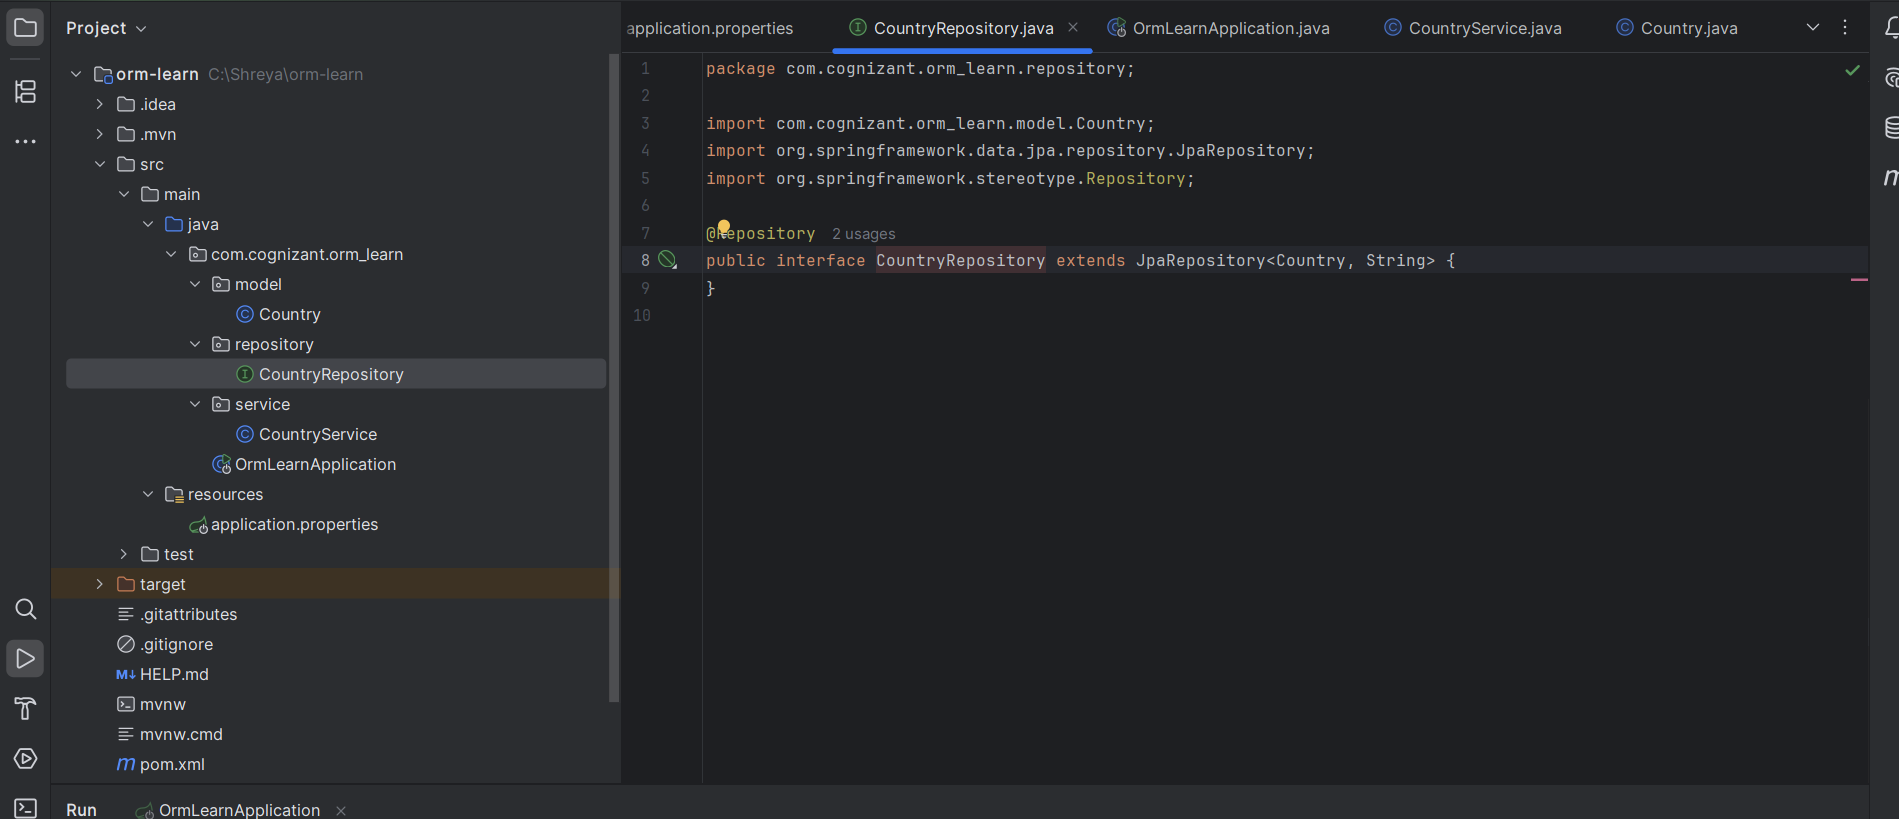 Project
orm-learn C:\Shreya\orm-learn
.idea
.mvn
src
main
java
com.cognizant.orm_learn
model
Country
repository
CountryRepository
service
CountryService
OrmLearnApplication
resources
application.properties
test
target
.gitattributes
.gitignore
M↓ HELP.md
mvnw
mvnw.cmd
m pom.xml
application.properties CountryRepository.java OrmLearnApplication.java CountryService.java Country.java
1 package com.cognizant.orm_learn.repository;
2
3 import com.cognizant.orm_learn.model.Country;
4 import org.springframework.data.jpa.repository.JpaRepository;
5 import org.springframework.stereotype.Repository;
6
7 @Repository 2 usages
8 public interface CountryRepository extends JpaRepository<Country, String> {
9 }
10
Run OrmLearnApplication